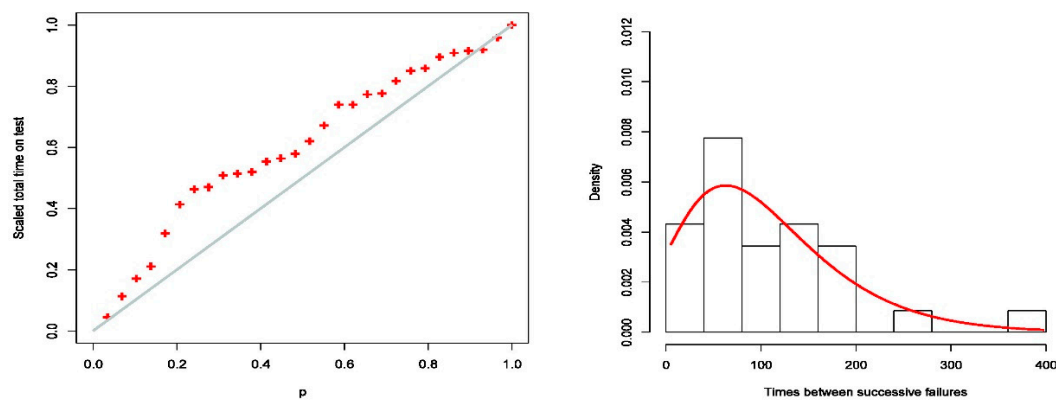 Scaled total time on test
1.0
0.8
0.6
0.4
0.2
0.0
0.0 0.2 0.4 0.6 0.8 1.0
p
Density
0.012
0.010
0.008
0.006
0.004
0.002
0.000
0 100 200 300 400
Times between successive failures